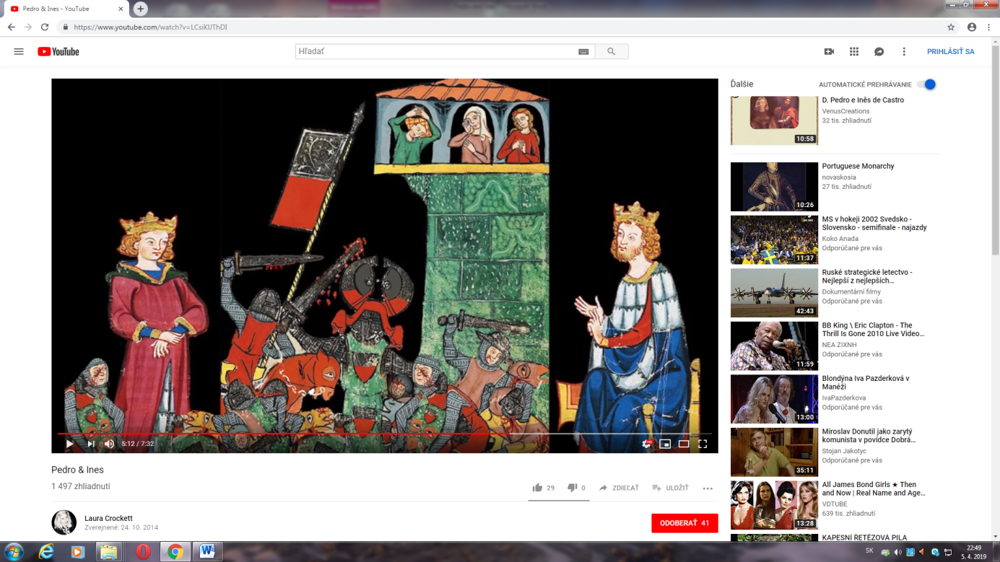 Pedro & Ines - YouTube
https://www.youtube.com/watch?v=LCsiKlJThDI
YouTube
Hľadať
PRIHLÁSIŤ SA
5:12 / 7:32
HD
Pedro & Ines
1 497 zhliadnutí
29
0
ZDIEĽAŤ
ULOŽIŤ
Laura Crockett
Zverejnené: 24. 10. 2014
ODOBERAŤ 41
Ďalšie
AUTOMATICKÉ PREHRÁVANIE
10:58
D. Pedro e Inês de Castro
VenusCreations
32 tis. zhliadnutí
10:26
Portuguese Monarchy
novaskosia
27 tis. zhliadnutí
11:37
MS v hokeji 2002 Svedsko -
Slovensko - semifinale - najazdy
Koko Anada
Odporúčané pre vás
42:43
Ruské strategické letectvo -
Nejlepší z nejlepších...
Dokumentární filmy
Odporúčané pre vás
11:59
BB King \ Eric Clapton - The
Thrill Is Gone 2010 Live Video...
NEA ZIXNH
Odporúčané pre vás
13:00
Blondýna Iva Pazderková v
Manéži
IvaPazderkova
Odporúčané pre vás
35:11
Miroslav Donutil jako zarytý
komunista v povídce Dobrá...
Stojan Jakotyc
Odporúčané pre vás
13:28
All James Bond Girls ★ Then
and Now | Real Name and Age...
VDTUBE
639 tis. zhliadnutí
KAPESNÍ ŘETĚZOVÁ PILA
SK
22:49
5. 4. 2019